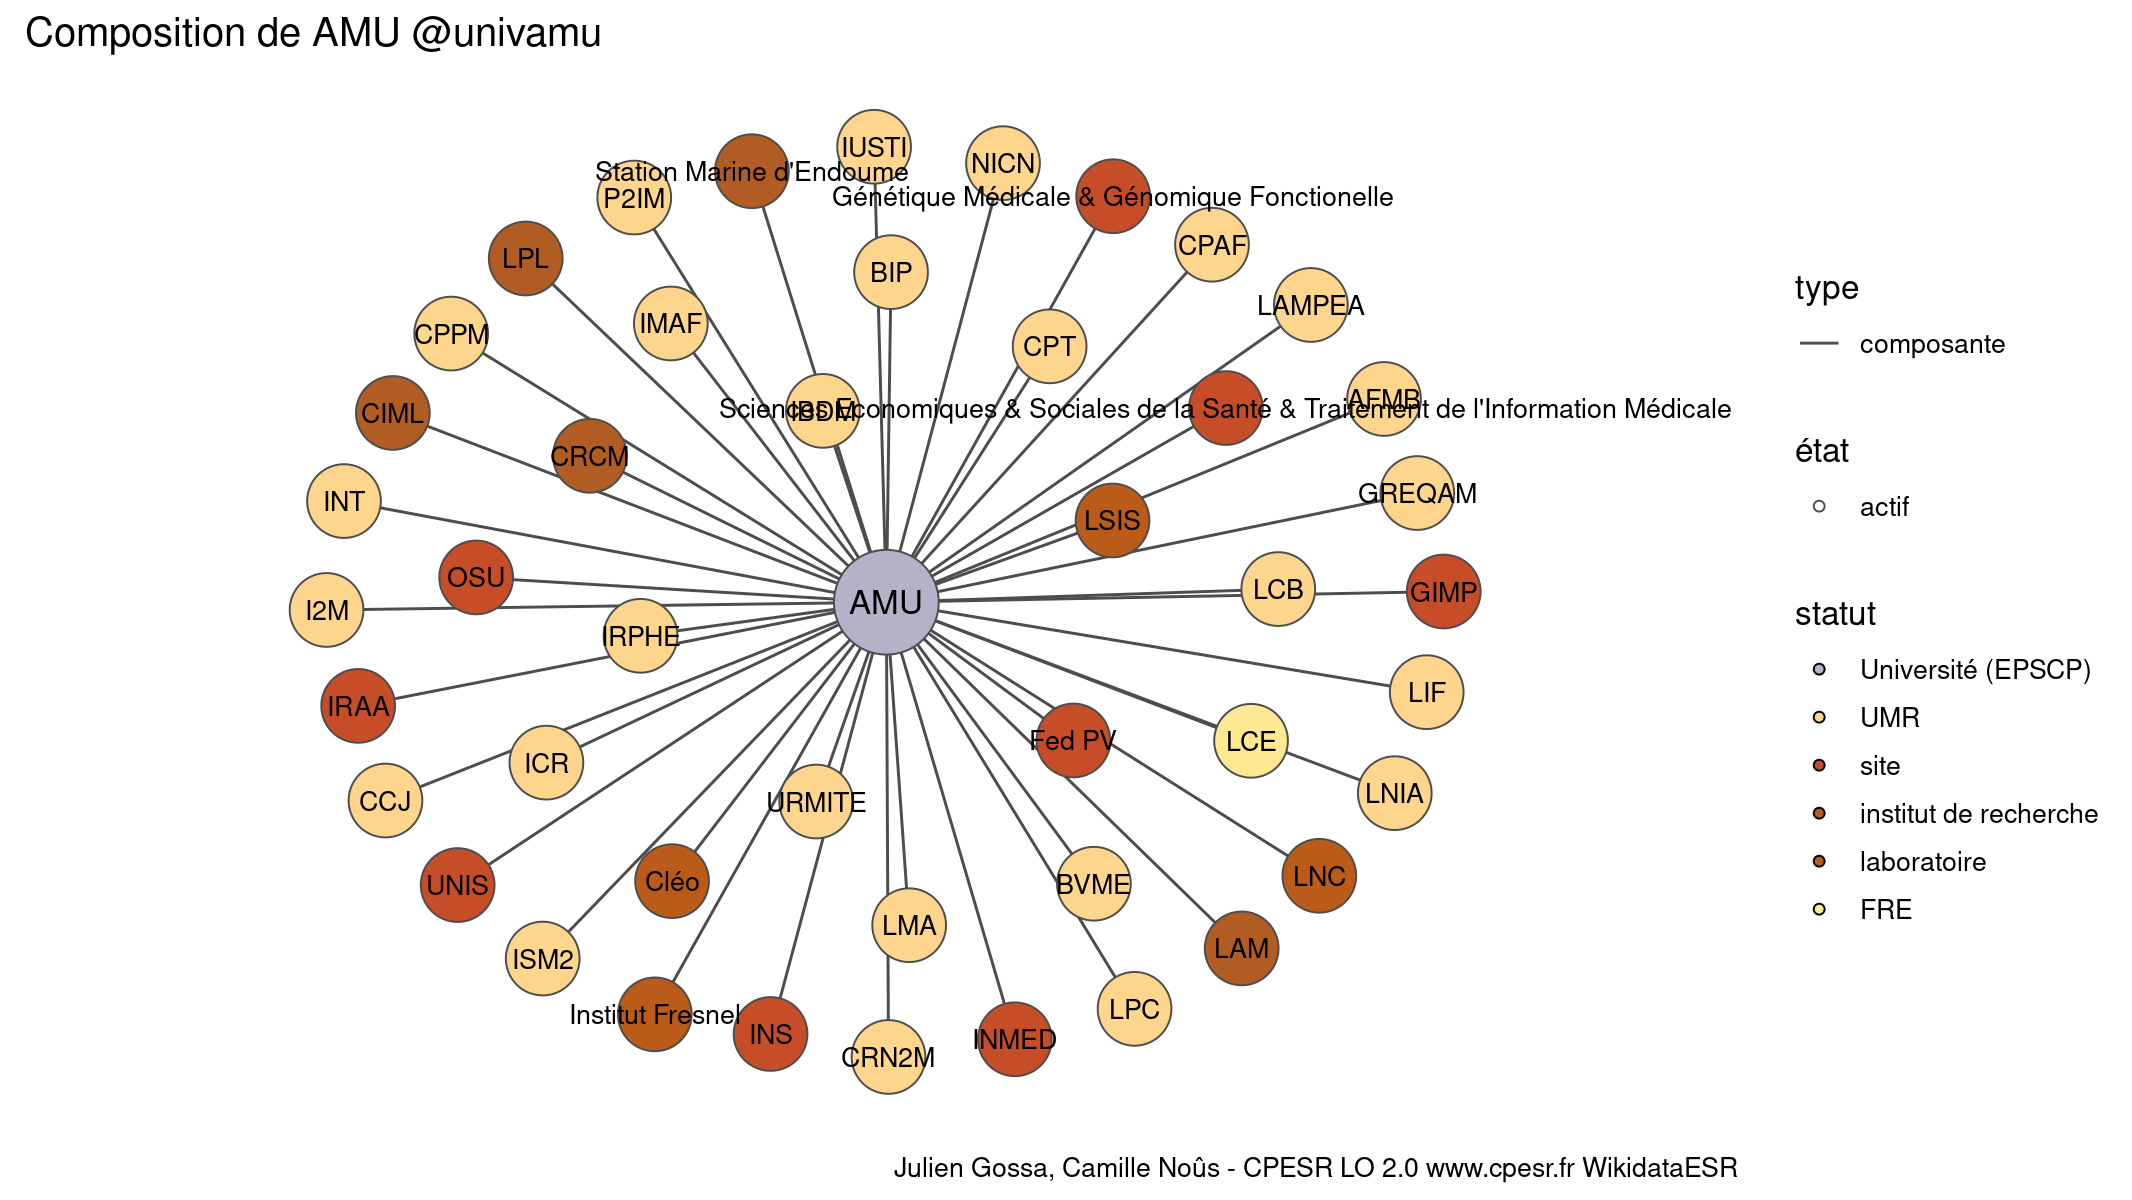 Composition de AMU @univamu
IUSTI
NICN
Station Marine d'Endoume
P2IM
Génétique Médicale & Génomique Fonctionelle
CPAF
LPL
BIP
LAMPEA
IMAF
CPPM
CPT
AFMB
CIML
IBDM
Sciences Economiques & Sociales de la Santé & Traitement de l'Information Médicale
CRCM
GREQAM
INT
LSIS
OSU
LCB
GIMP
AMU
I2M
IRPHE
LIF
IRAA
Fed PV
LCE
ICR
LNIA
CCJ
URMITE
LNC
UNIS
Cléo
BVME
LMA
LAM
ISM2
LPC
Institut Fresnel
INS
INMED
CRN2M
type
composante
état
actif
statut
Université (EPSCP)
UMR
site
institut de recherche
laboratoire
FRE
Julien Gossa, Camille Noûs - CPESR LO 2.0 www.cpesr.fr WikidataESR